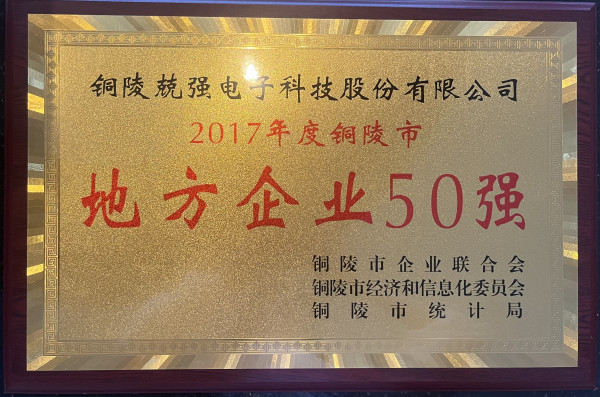 铜陵兢强电子科技股份有限公司
2017年度铜陵市
地方企业50强
铜陵市企业联合会
铜陵市经济和信息化委员会
铜陵市统计局